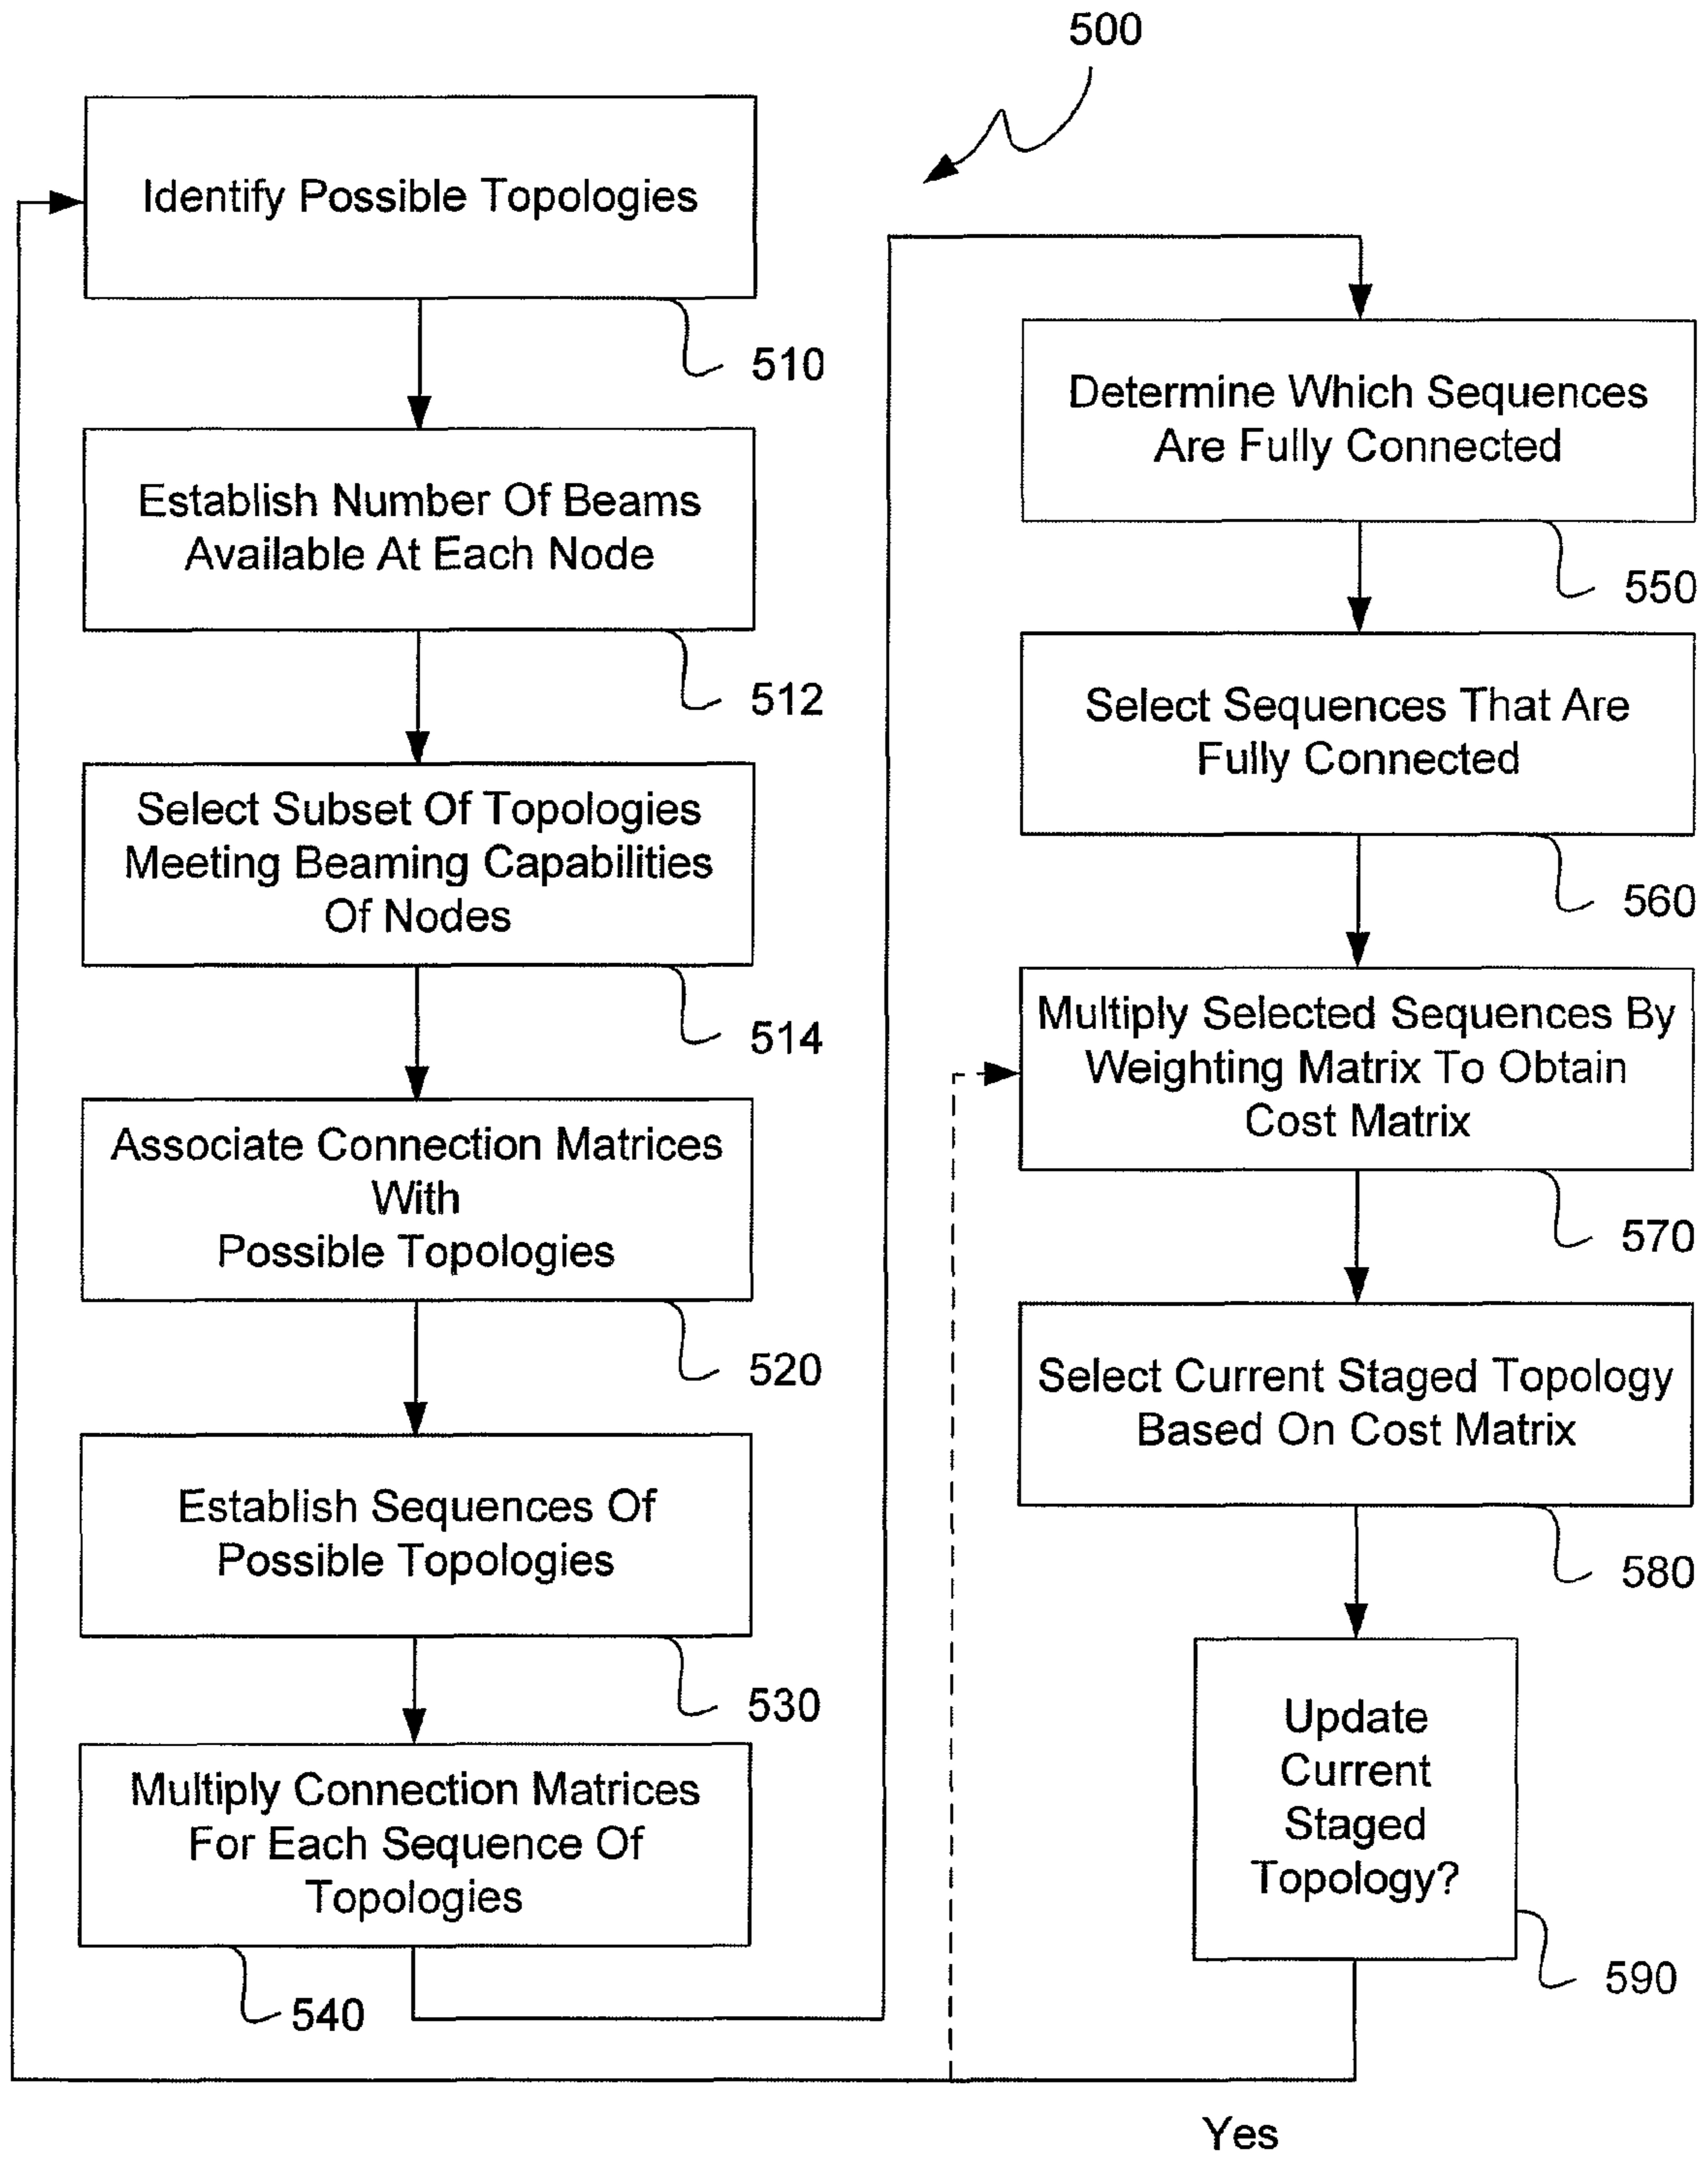 500
Identify Possible Topologies
510
Establish Number Of Beams
Available At Each Node
512
Select Subset Of Topologies
Meeting Beaming Capabilities
Of Nodes
514
Associate Connection Matrices
With
Possible Topologies
520
Establish Sequences Of
Possible Topologies
530
Multiply Connection Matrices
For Each Sequence Of
Topologies
540
Determine Which Sequences
Are Fully Connected
550
Select Sequences That Are
Fully Connected
560
Multiply Selected Sequences By
Weighting Matrix To Obtain
Cost Matrix
570
Select Current Staged Topology
Based On Cost Matrix
580
Update
Current
Staged
Topology?
590
Yes